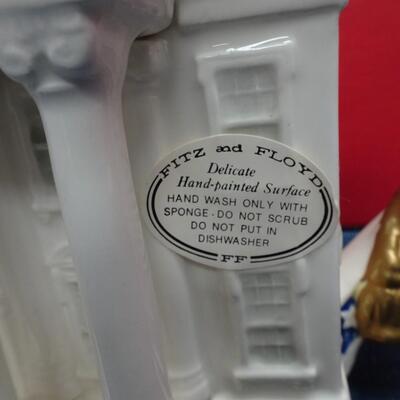 FITZ and FLOYD
Delicate
Hand-painted Surface
HAND WASH ONLY WITH
SPONGE - DO NOT SCRUB
DO NOT PUT IN
DISHWASHER
FF